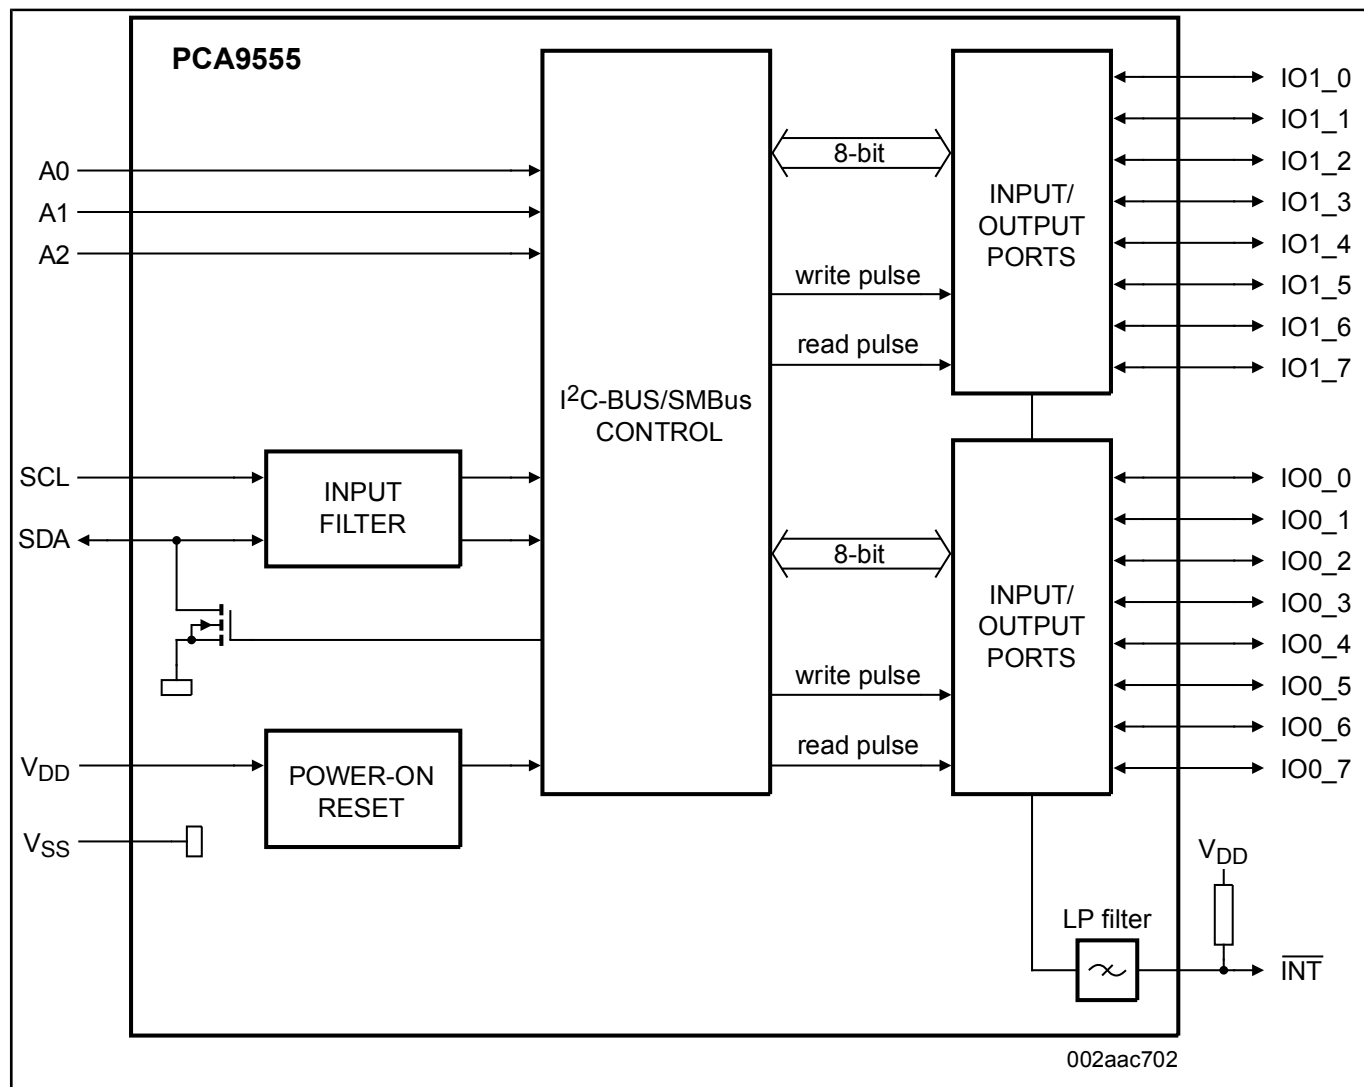 PCA9555
A0
A1
A2
SCL
SDA
VDD
VSS
INPUT
FILTER
POWER-ON
RESET
I2C-BUS/SMBus
CONTROL
8-bit
write pulse
read pulse
INPUT/
OUTPUT
PORTS
IO1_0
IO1_1
IO1_2
IO1_3
IO1_4
IO1_5
IO1_6
IO1_7
8-bit
write pulse
read pulse
INPUT/
OUTPUT
PORTS
IO0_0
IO0_1
IO0_2
IO0_3
IO0_4
IO0_5
IO0_6
IO0_7
VDD
LP filter
INT
002aac702